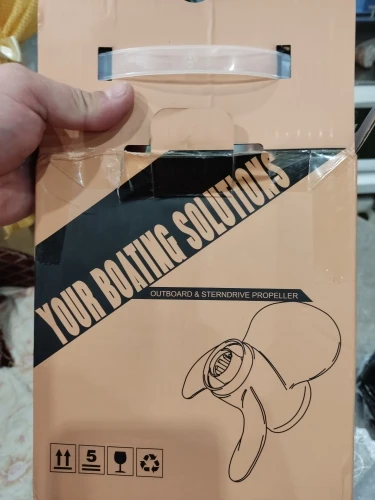 YOUR BOATING SOLUTIONS
OUTBOARD & STERNDRIVE PROPELLER
5